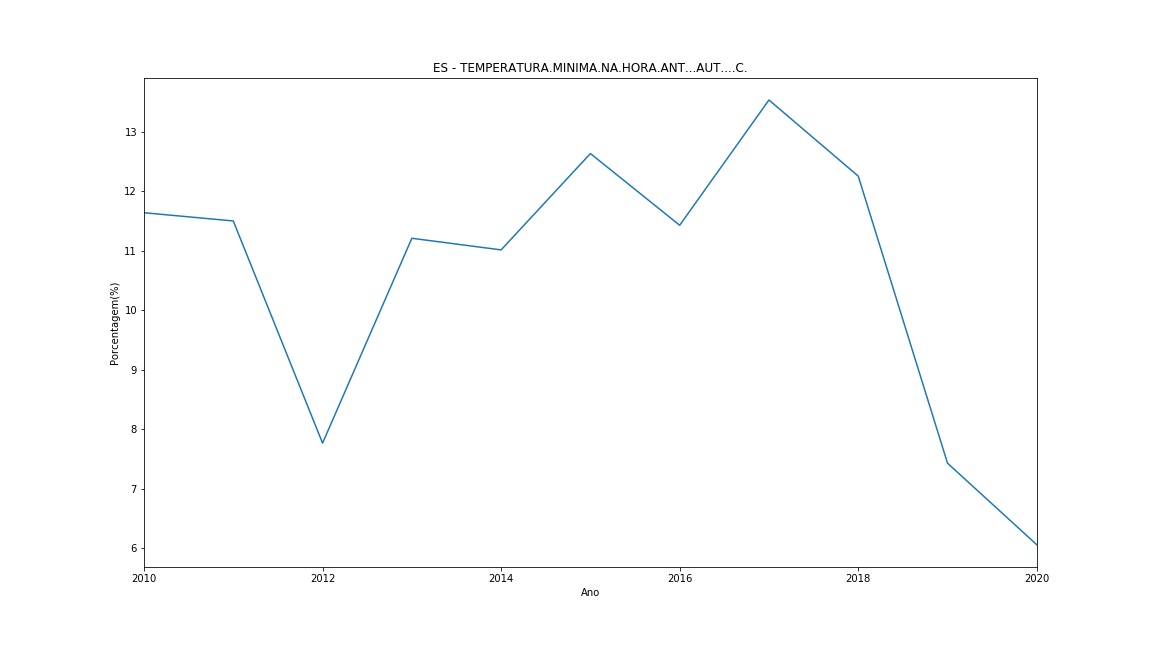 ES - TEMPERATURA.MINIMA.NA.HORA.ANT...AUT....C.
13
12
11
10
9
8
7
6
Porcentagem(%)
2010 2012 2014 2016 2018 2020
Ano